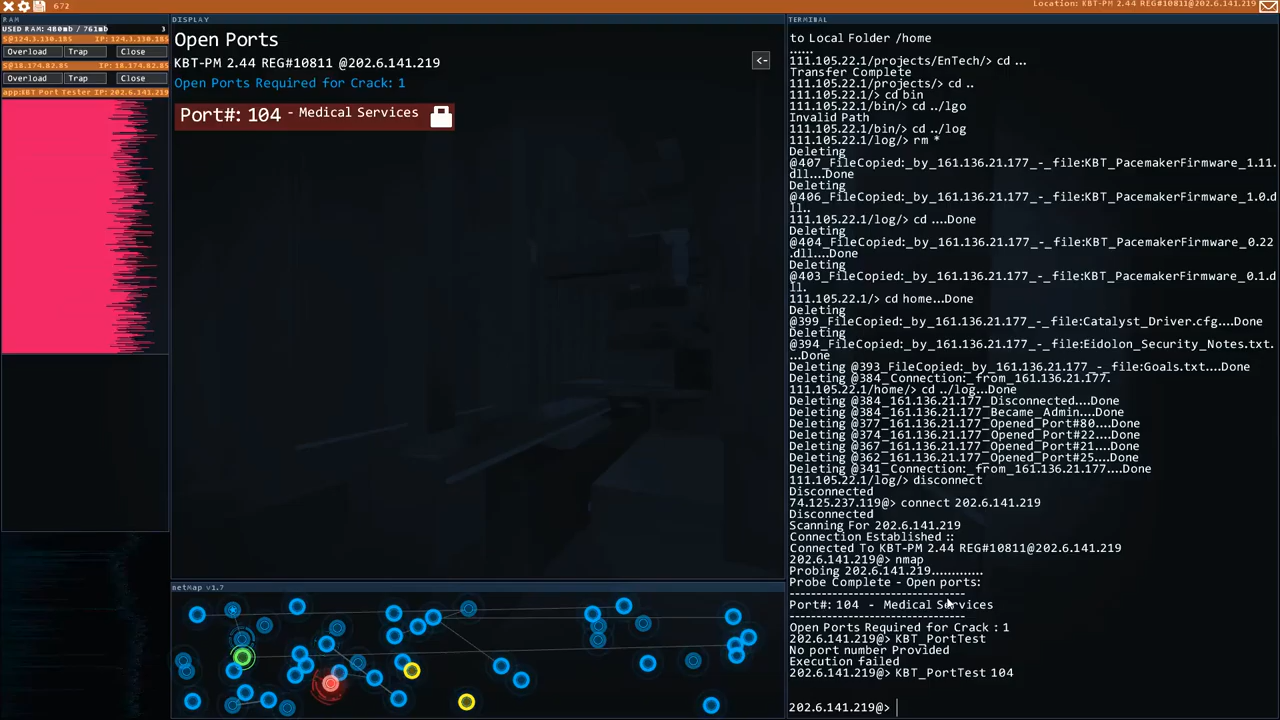 672
Location: KBT-PM 2.44 REG#10811@202.6.141.219
RAM
USED RAM: 480mb / 761mb 3
S@124.3.130.185 IP: 124.3.130.185
Overload Trap Close
S@18.174.82.85 IP: 18.174.82.85
Overload Trap Close
app:KBT Port Tester IP: 202.6.141.219
DISPLAY
Open Ports
KBT-PM 2.44 REG#10811 @202.6.141.219
<-
Open Ports Required for Crack: 1
Port#: 104 - Medical Services
netMap v1.7
TERMINAL
to Local Folder /home
......
111.105.22.1/projects/EnTech/> cd ...
Transfer Complete
111.105.22.1/projects/> cd ..
111.105.22.1/> cd bin
111.105.22.1/bin/> cd ../lgo
Invalid Path
111.105.22.1/bin/> cd ../log
111.105.22.1/log/> rm *
Deleting
@407_FileCopied:_by_161.136.21.177_-_file:KBT_PacemakerFirmware_1.11.
dll....Done
Deleting
@406_FileCopied:_by_161.136.21.177_-_file:KBT_PacemakerFirmware_1.0.d
ll..
111.105.22.1/log/> cd ....Done
Deleting
@404_FileCopied:_by_161.136.21.177_-_file:KBT_PacemakerFirmware_0.22.
dll....Done
Deleting
@403_FileCopied:_by_161.136.21.177_-_file:KBT_PacemakerFirmware_0.1.d
ll.
111.105.22.1/> cd home...Done
Deleting
@399_FileCopied:_by_161.136.21.177_-_file:Catalyst_Driver.cfg....Done
Deleting
@394_FileCopied:_by_161.136.21.177_-_file:Eidolon_Security_Notes.txt.
...Done
Deleting @393_FileCopied:_by_161.136.21.177_-_file:Goals.txt....Done
Deleting @384_Connection:_from_161.136.21.177.
111.105.22.1/home/> cd ../log...Done
Deleting @384_161.136.21.177_Disconnected....Done
Deleting @384_161.136.21.177_Became_Admin....Done
Deleting @377_161.136.21.177_Opened_Port#80....Done
Deleting @374_161.136.21.177_Opened_Port#22....Done
Deleting @367_161.136.21.177_Opened_Port#21....Done
Deleting @362_161.136.21.177_Opened_Port#25....Done
Deleting @341_Connection:_from_161.136.21.177....Done
111.105.22.1/log/> disconnect
Disconnected
74.125.237.119@> connect 202.6.141.219
Disconnected
Scanning For 202.6.141.219
Connection Established ::
Connected To KBT-PM 2.44 REG#10811@202.6.141.219
202.6.141.219@> nmap
Probing 202.6.141.219.............
Probe Complete - Open ports:
---------------------------------
Port#: 104 - Medical Services
---------------------------------
Open Ports Required for Crack : 1
202.6.141.219@> KBT_PortTest
No port number Provided
Execution failed
202.6.141.219@> KBT_PortTest 104
202.6.141.219@>